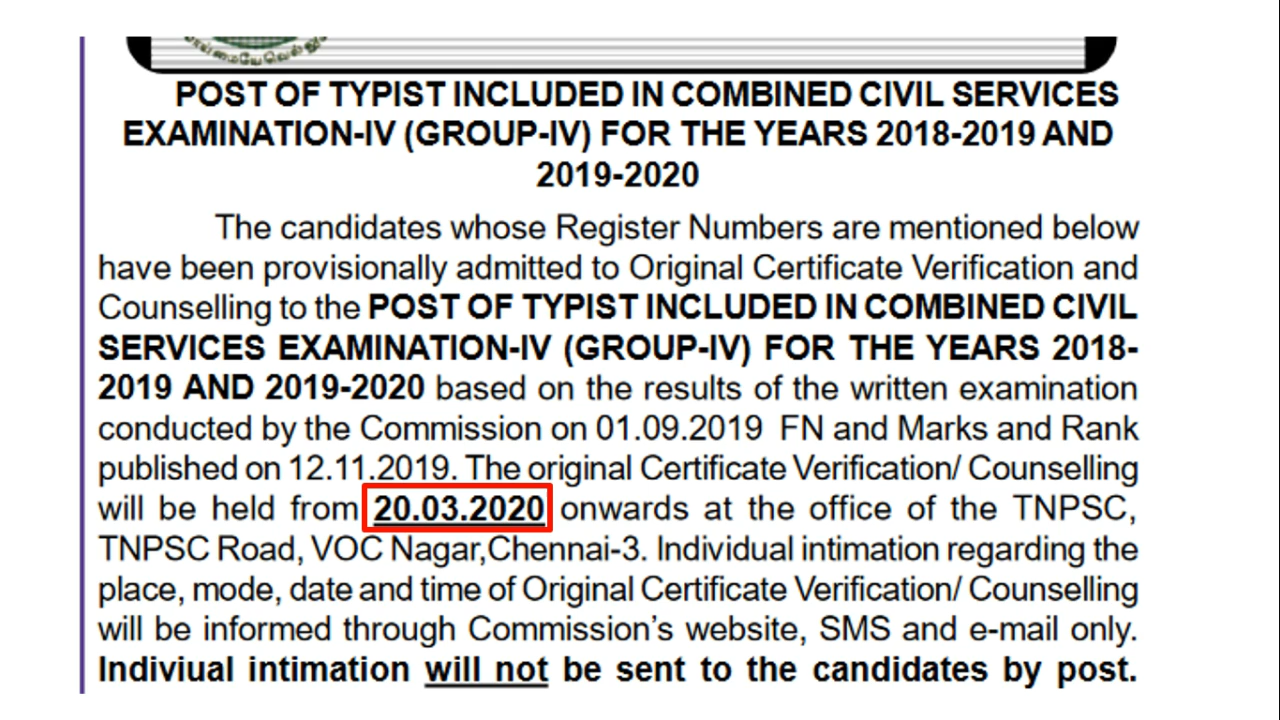 POST OF TYPIST INCLUDED IN COMBINED CIVIL SERVICES
EXAMINATION-IV (GROUP-IV) FOR THE YEARS 2018-2019 AND
2019-2020
The candidates whose Register Numbers are mentioned below
have been provisionally admitted to Original Certificate Verification and
Counselling to the POST OF TYPIST INCLUDED IN COMBINED CIVIL
SERVICES EXAMINATION-IV (GROUP-IV) FOR THE YEARS 2018-
2019 AND 2019-2020 based on the results of the written examination
conducted by the Commission on 01.09.2019 FN and Marks and Rank
published on 12.11.2019. The original Certificate Verification/ Counselling
will be held from 20.03.2020 onwards at the office of the TNPSC,
TNPSC Road, VOC Nagar,Chennai-3. Individual intimation regarding the
place, mode, date and time of Original Certificate Verification/ Counselling
will be informed through Commission's website, SMS and e-mail only.
Indiviual intimation will not be sent to the candidates by post.